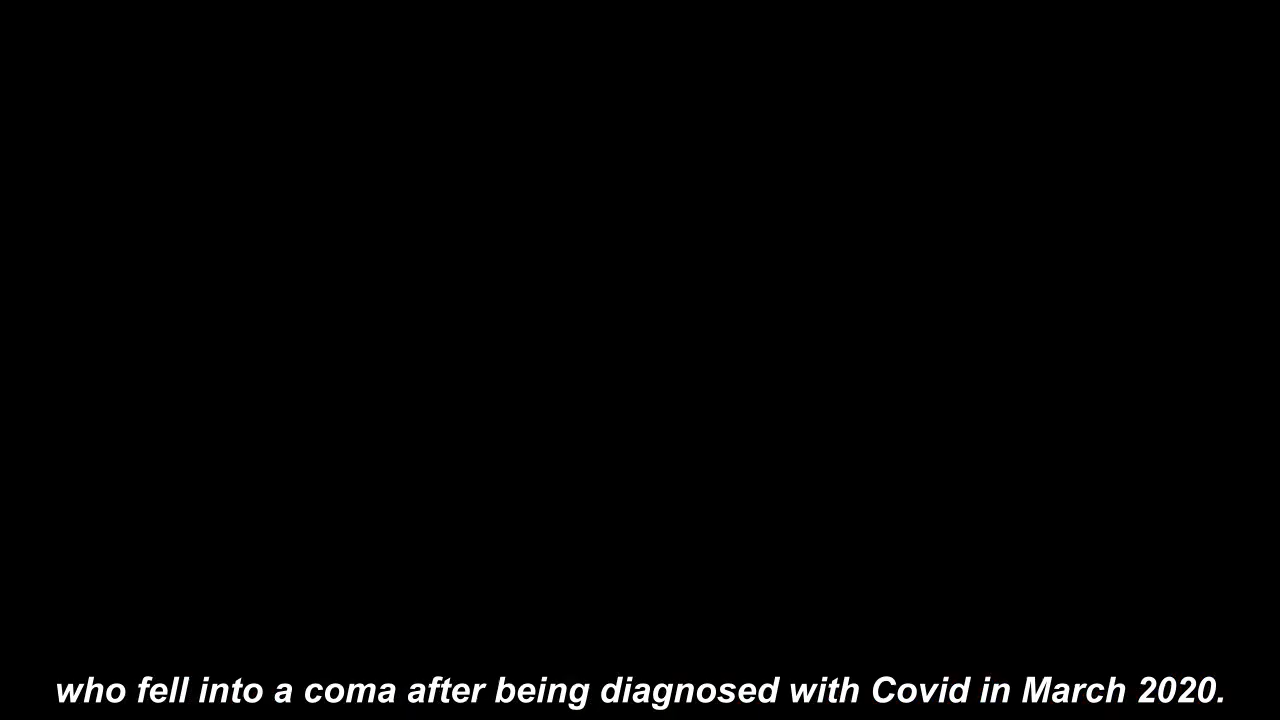 who fell into a coma after being diagnosed with Covid in March 2020.